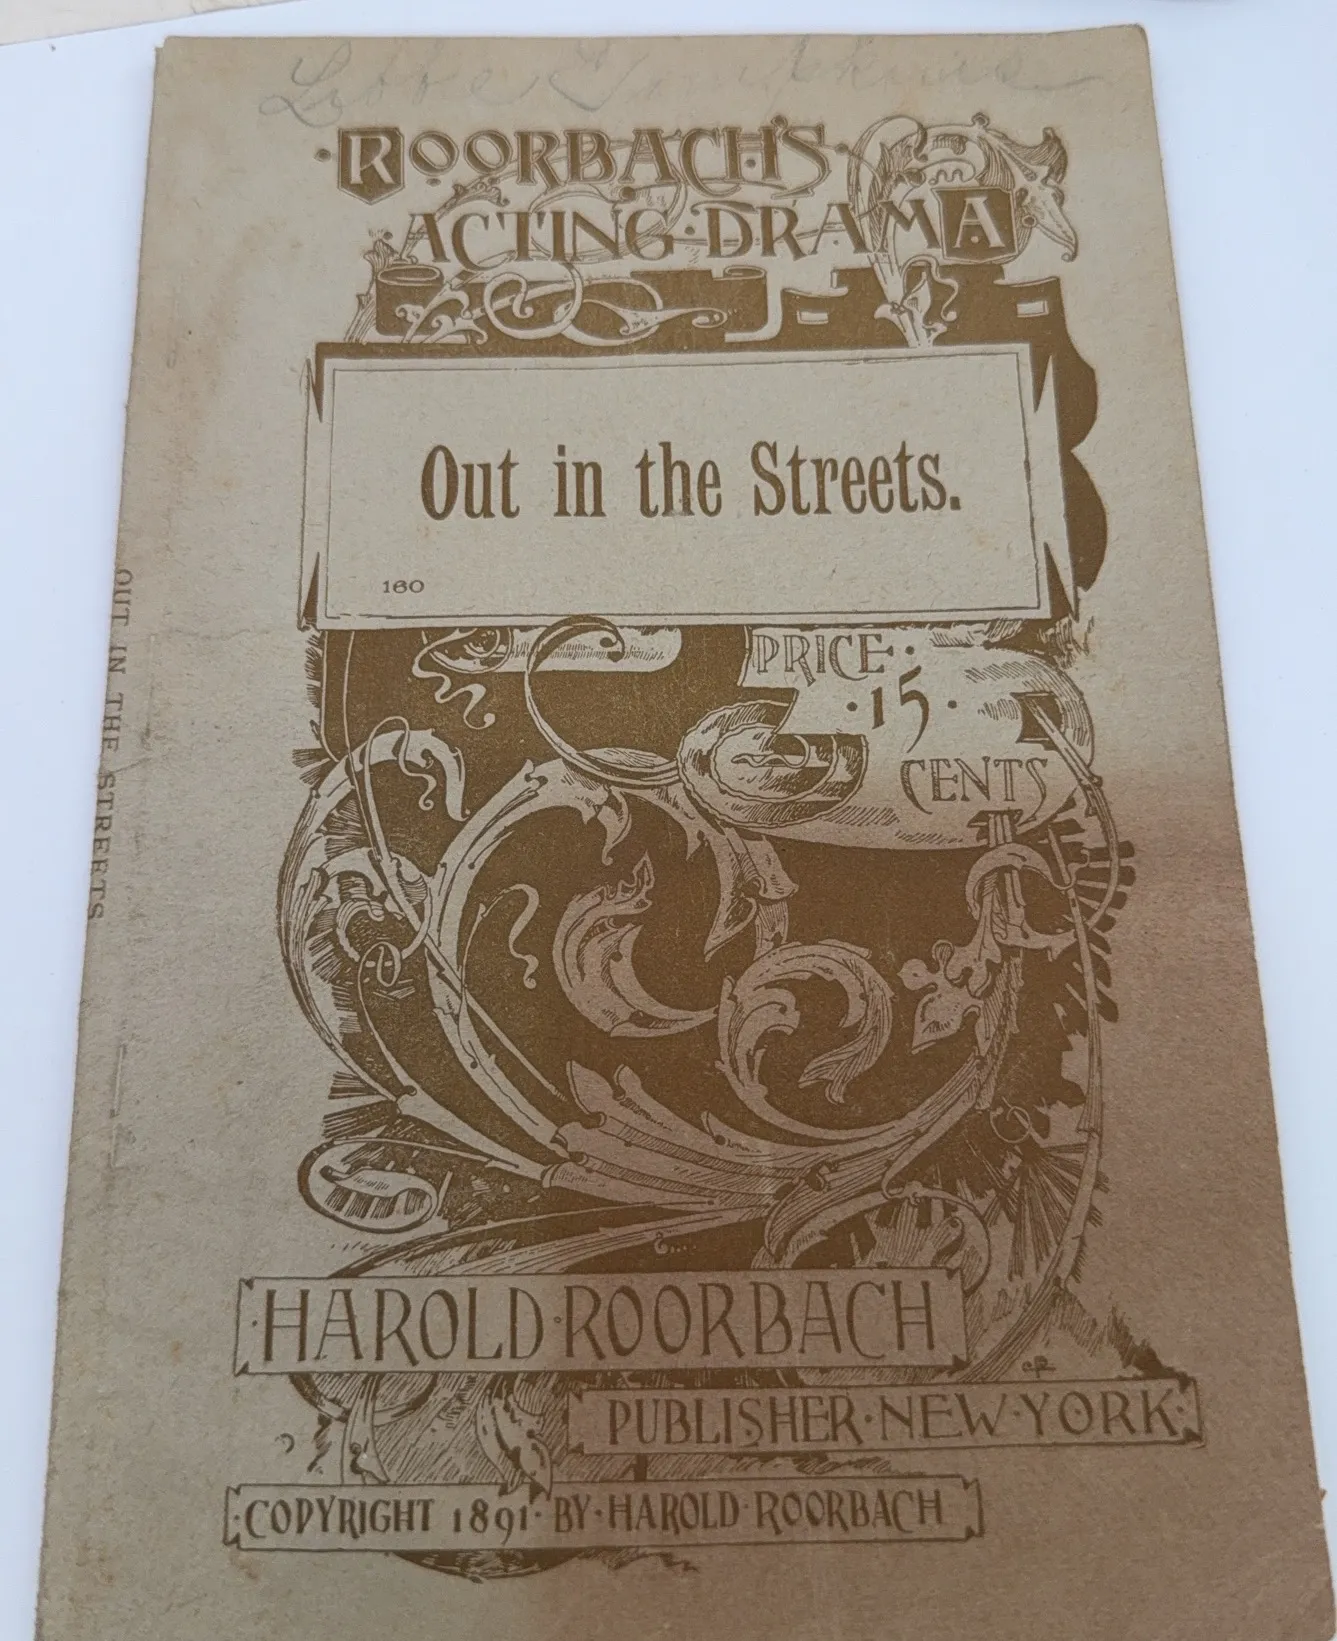 ROORBACH'S
ACTING·DRAMA
Out in the Streets.
160
PRICE·
·15·
CENTS
OUT IN THE STREETS
·HAROLD·ROORBACH
PUBLISHER·NEW·YORK·
·COPYRIGHT 1891· BY·HAROLD·ROORBACH